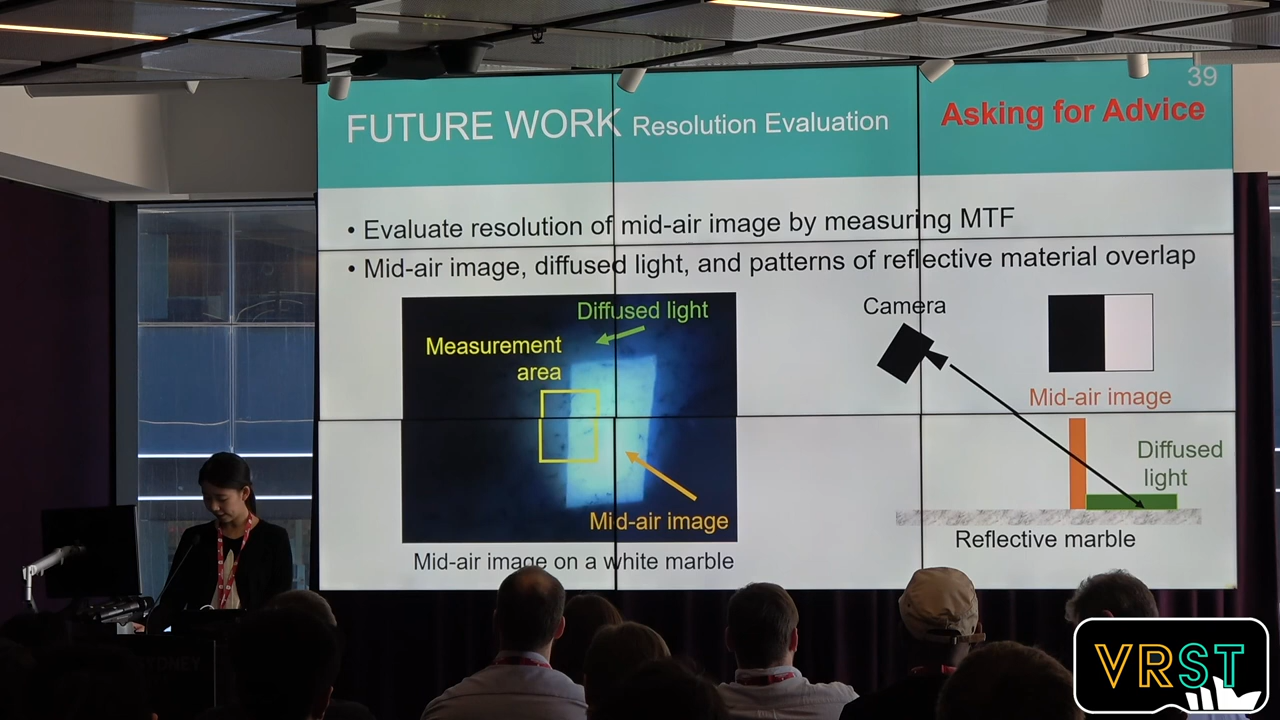 39
FUTURE WORK Resolution Evaluation
Asking for Advice
• Evaluate resolution of mid-air image by measuring MTF
• Mid-air image, diffused light, and patterns of reflective material overlap
Diffused light
Measurement
area
Mid-air image
Mid-air image on a white marble
Camera
Mid-air image
Diffused
light
Reflective marble
VRST